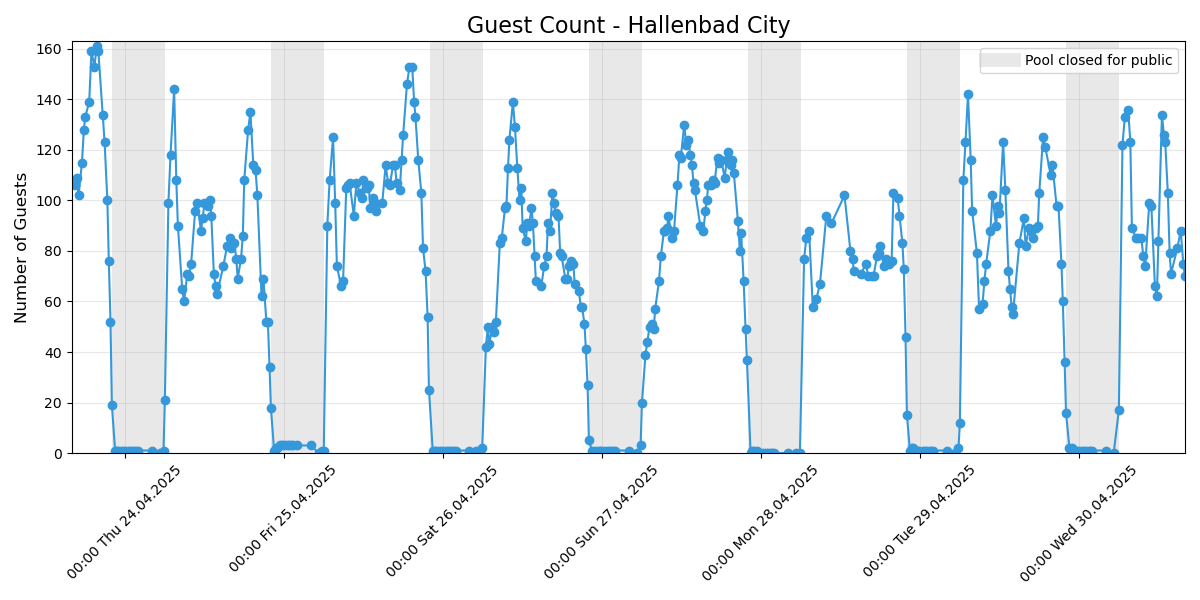 Guest Count - Hallenbad City
Pool closed for public
Number of Guests
160
140
120
100
80
60
40
20
0
00:00 Thu 24.04.2025
00:00 Fri 25.04.2025
00:00 Sat 26.04.2025
00:00 Sun 27.04.2025
00:00 Mon 28.04.2025
00:00 Tue 29.04.2025
00:00 Wed 30.04.2025